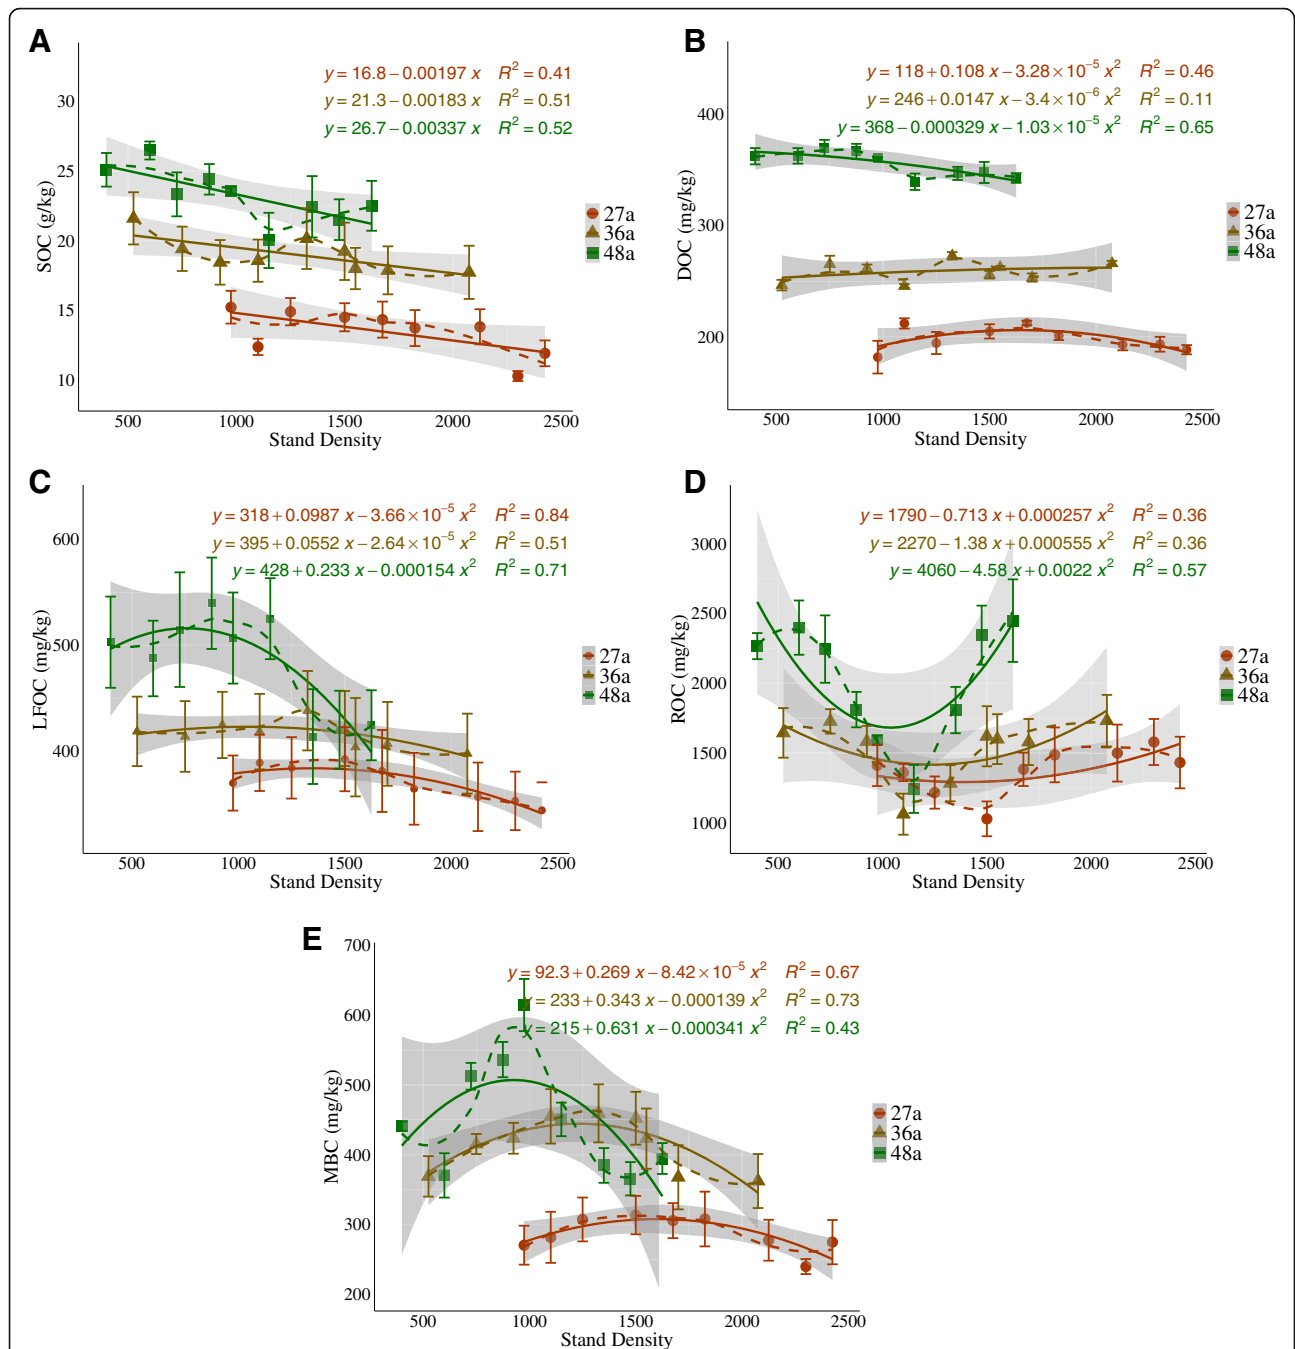 A
y = 16.8 − 0.00197 x R² = 0.41
y = 21.3 − 0.00183 x R² = 0.51
y = 26.7 − 0.00337 x R² = 0.52
SOC (g/kg)
30
25
20
15
10
500 1000 1500 2000 2500
Stand Density
27a
36a
48a
B
y = 118 + 0.108 x − 3.28 × 10⁻⁵ x² R² = 0.46
y = 246 + 0.0147 x − 3.4 × 10⁻⁶ x² R² = 0.11
y = 368 − 0.000329 x − 1.03 × 10⁻⁵ x² R² = 0.65
DOC (mg/kg)
400
300
200
500 1000 1500 2000 2500
Stand Density
27a
36a
48a
C
y = 318 + 0.0987 x − 3.66 × 10⁻⁵ x² R² = 0.84
y = 395 + 0.0552 x − 2.64 × 10⁻⁵ x² R² = 0.51
y = 428 + 0.233 x − 0.000154 x² R² = 0.71
LFOC (mg/kg)
600
500
400
500 1000 1500 2000 2500
Stand Density
27a
36a
48a
D
y = 1790 − 0.713 x + 0.000257 x² R² = 0.36
y = 2270 − 1.38 x + 0.000555 x² R² = 0.36
y = 4060 − 4.58 x + 0.0022 x² R² = 0.57
ROC (mg/kg)
3000
2500
2000
1500
1000
500 1000 1500 2000 2500
Stand Density
27a
36a
48a
E
y = 92.3 + 0.269 x − 8.42 × 10⁻⁵ x² R² = 0.67
y = 233 + 0.343 x − 0.000139 x² R² = 0.73
y = 215 + 0.631 x − 0.000341 x² R² = 0.43
MBC (mg/kg)
700
600
500
400
300
200
500 1000 1500 2000 2500
Stand Density
27a
36a
48a